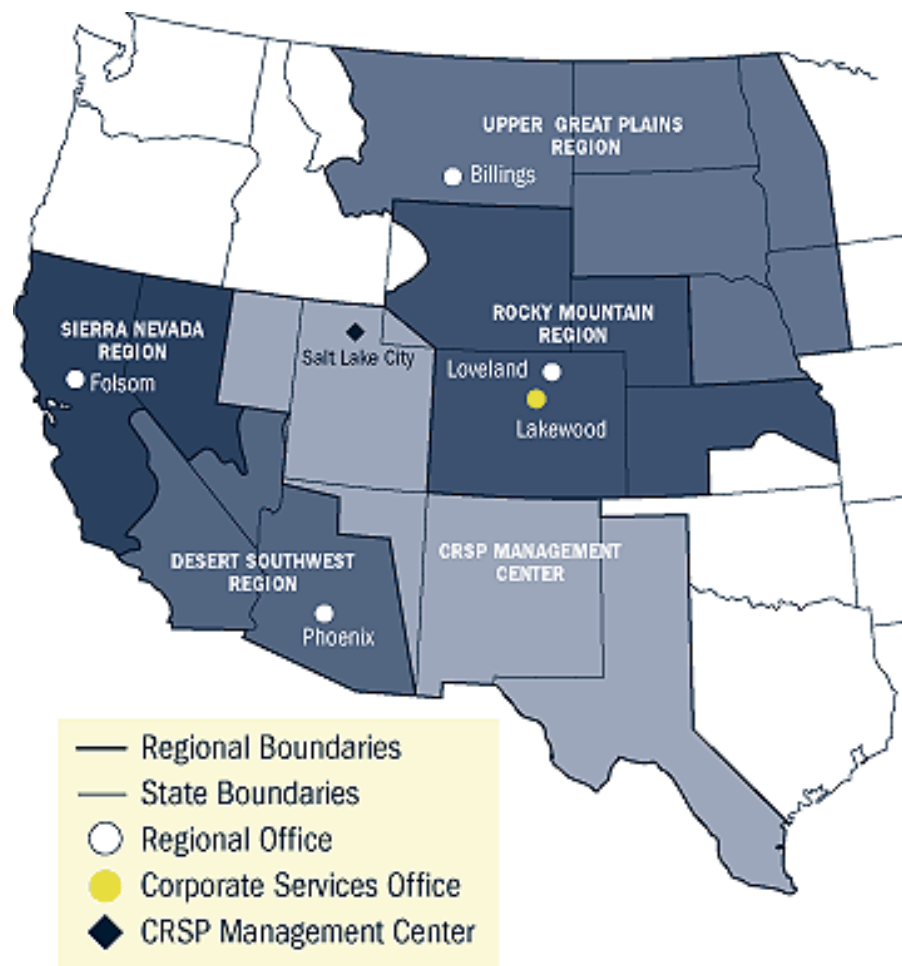 UPPER GREAT PLAINS
REGION
Billings
ROCKY MOUNTAIN
REGION
SIERRA NEVADA
REGION
Salt Lake City
Loveland
Folsom
Lakewood
CRSP MANAGEMENT
CENTER
DESERT SOUTHWEST
REGION
Phoenix
Regional Boundaries
State Boundaries
Regional Office
Corporate Services Office
CRSP Management Center